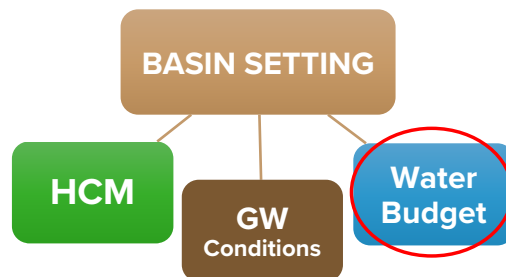 BASIN SETTING
HCM
GW
Conditions
Water
Budget